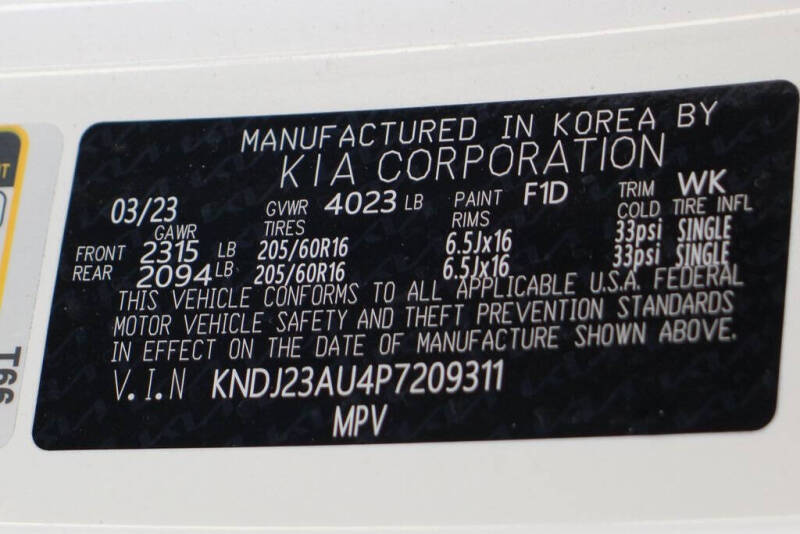 MANUFACTURED IN KOREA BY
KIA CORPORATION
03/23 GVWR 4023 LB PAINT F1D TRIM WK
GAWR TIRES RIMS COLD TIRE INFL
FRONT 2315 LB 205/60R16 6.5Jx16 33psi SINGLE
REAR 2094 LB 205/60R16 6.5Jx16 33psi SINGLE
THIS VEHICLE CONFORMS TO ALL APPLICABLE U.S.A. FEDERAL
MOTOR VEHICLE SAFETY AND THEFT PREVENTION STANDARDS
IN EFFECT ON THE DATE OF MANUFACTURE SHOWN ABOVE.
V.I.N KNDJ23AU4P7209311
MPV